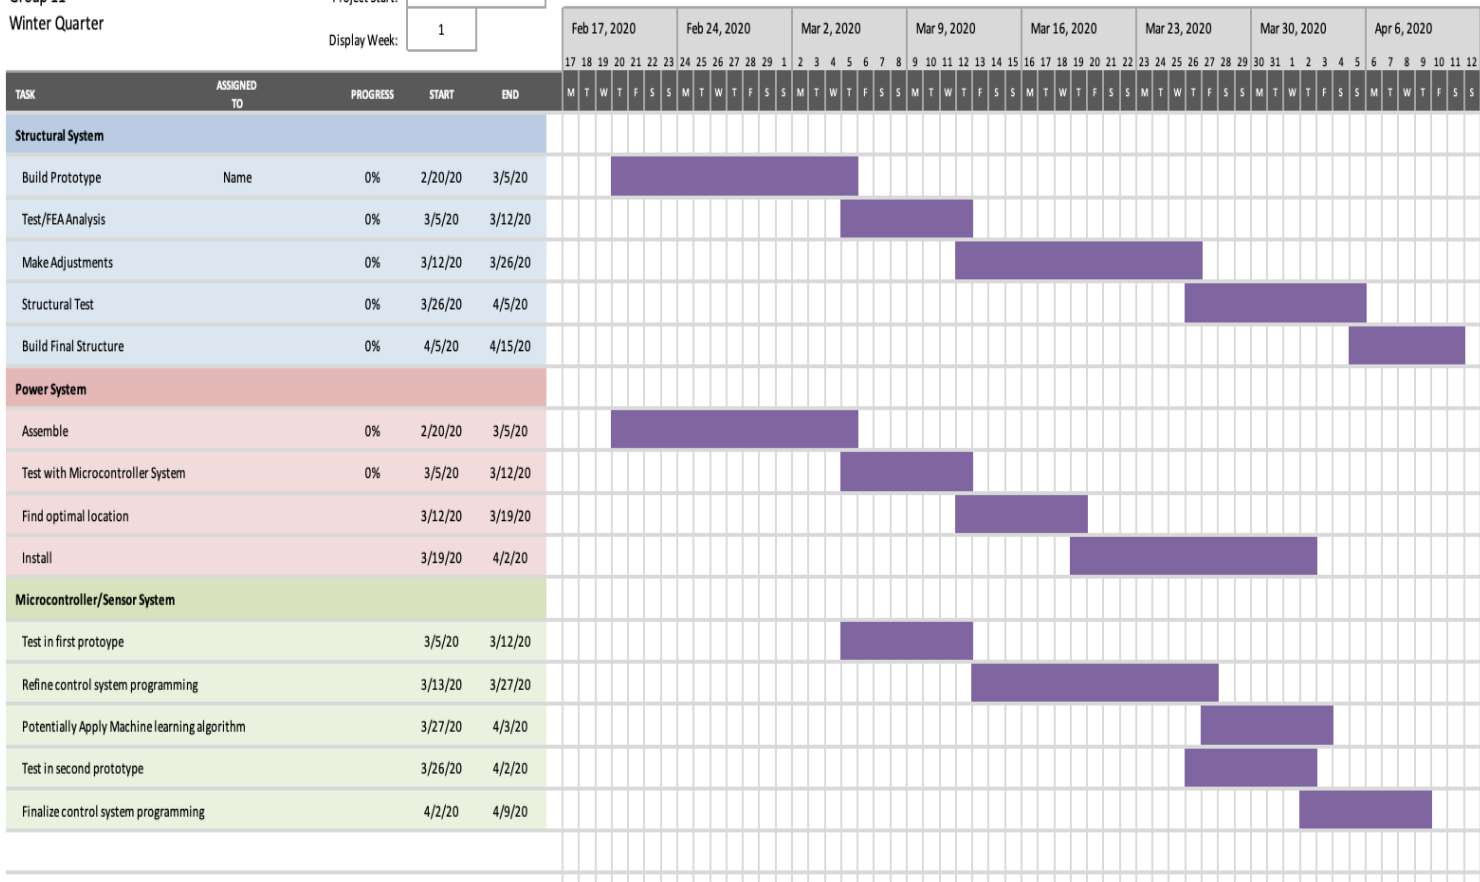 Group 11
Project Start:
Winter Quarter
Display Week: 1
Feb 17, 2020 Feb 24, 2020 Mar 2, 2020 Mar 9, 2020 Mar 16, 2020 Mar 23, 2020 Mar 30, 2020 Apr 6, 2020
17 18 19 20 21 22 23 24 25 26 27 28 29 1 2 3 4 5 6 7 8 9 10 11 12 13 14 15 16 17 18 19 20 21 22 23 24 25 26 27 28 29 30 31 1 2 3 4 5 6 7 8 9 10 11 12
TASK ASSIGNED TO PROGRESS START END M T W T F S S M T W T F S S M T W T F S S M T W T F S S M T W T F S S M T W T F S S M T W T F S S M T W T F S S
Structural System
Build Prototype Name 0% 2/20/20 3/5/20
Test/FEA Analysis 0% 3/5/20 3/12/20
Make Adjustments 0% 3/12/20 3/26/20
Structural Test 0% 3/26/20 4/5/20
Build Final Structure 0% 4/5/20 4/15/20
Power System
Assemble 0% 2/20/20 3/5/20
Test with Microcontroller System 0% 3/5/20 3/12/20
Find optimal location 3/12/20 3/19/20
Install 3/19/20 4/2/20
Microcontroller/Sensor System
Test in first protoype 3/5/20 3/12/20
Refine control system programming 3/13/20 3/27/20
Potentially Apply Machine learning algorithm 3/27/20 4/3/20
Test in second prototype 3/26/20 4/2/20
Finalize control system programming 4/2/20 4/9/20